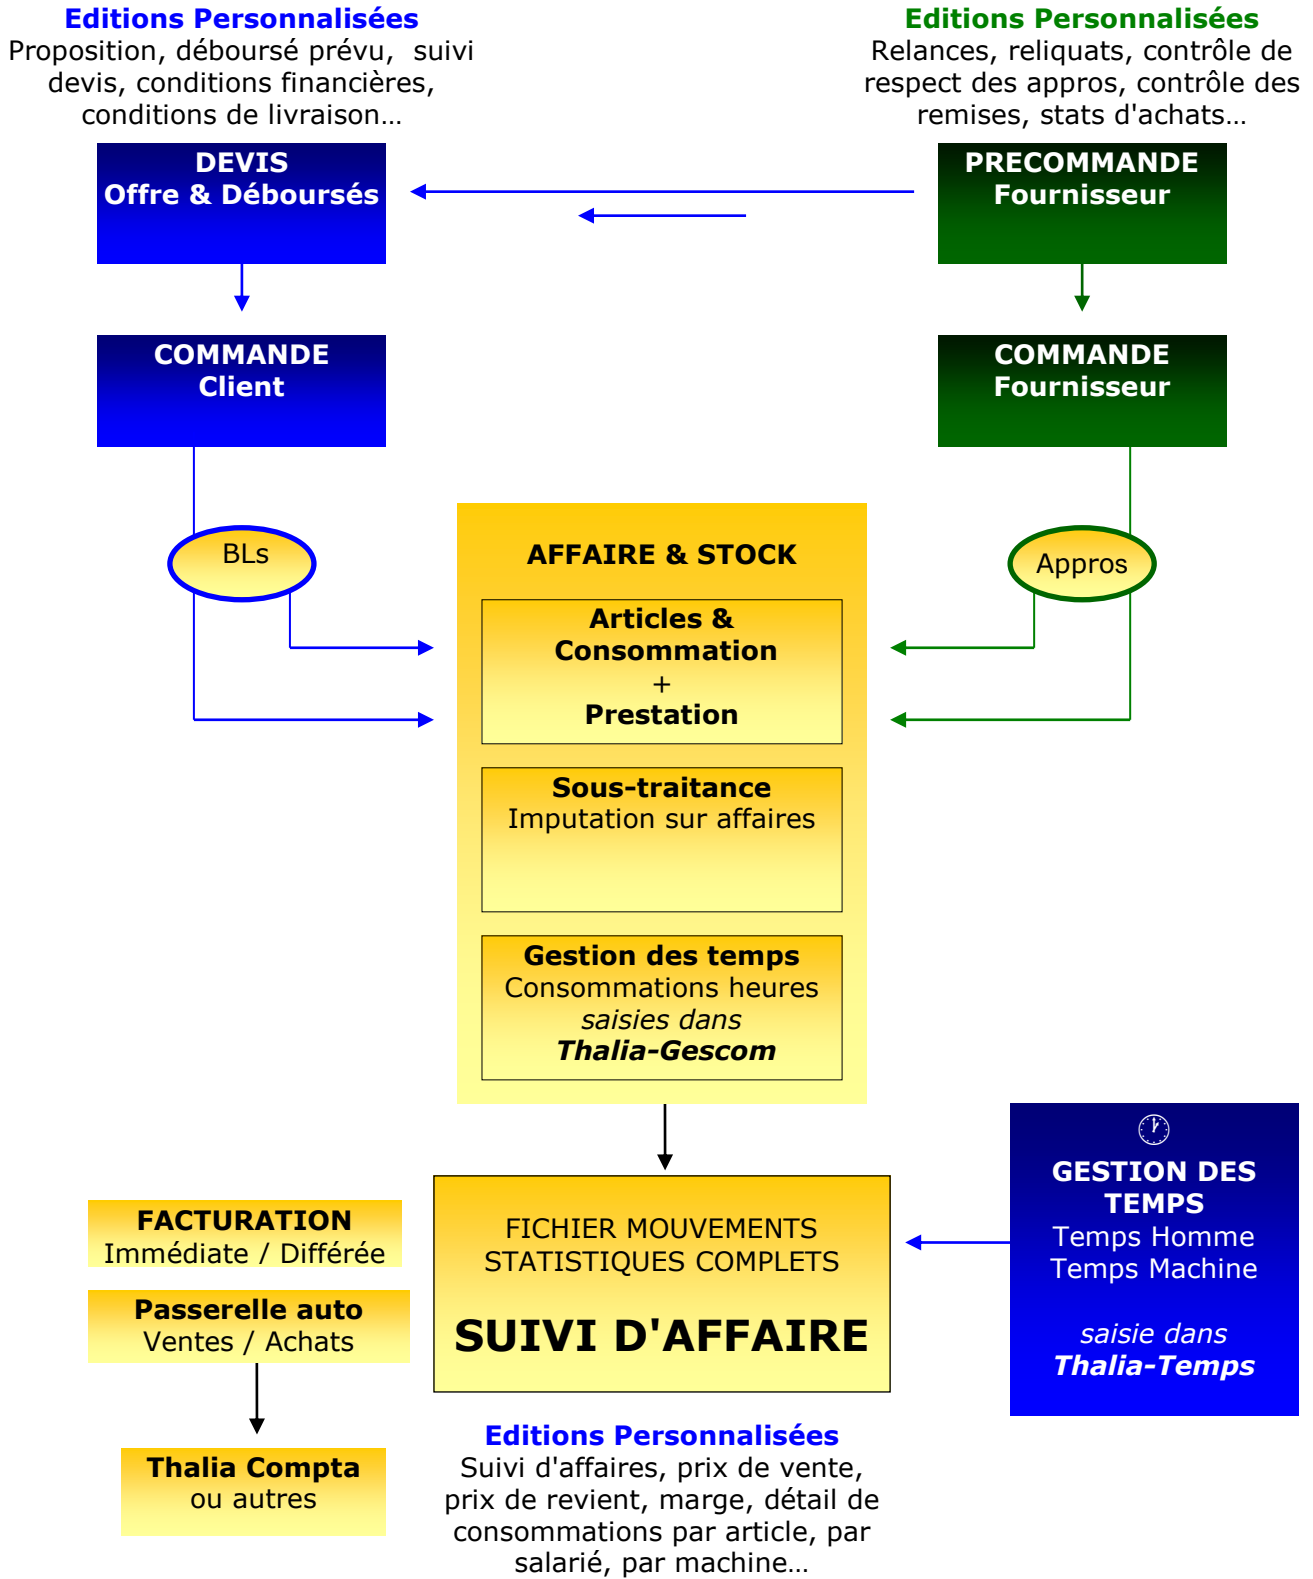 Editions Personnalisées
Proposition, déboursé prévu, suivi
devis, conditions financières,
conditions de livraison…
Editions Personnalisées
Relances, reliquats, contrôle de
respect des appros, contrôle des
remises, stats d'achats…
DEVIS
Offre & Déboursés
PRECOMMANDE
Fournisseur
COMMANDE
Client
COMMANDE
Fournisseur
BLs
Appros
AFFAIRE & STOCK
Articles &
Consommation
+
Prestation
Sous-traitance
Imputation sur affaires
Gestion des temps
Consommations heures
saisies dans
Thalia-Gescom
GESTION DES
TEMPS
Temps Homme
Temps Machine
saisie dans
Thalia-Temps
FICHIER MOUVEMENTS
STATISTIQUES COMPLETS
SUIVI D'AFFAIRE
FACTURATION
Immédiate / Différée
Passerelle auto
Ventes / Achats
Thalia Compta
ou autres
Editions Personnalisées
Suivi d'affaires, prix de vente,
prix de revient, marge, détail de
consommations par article, par
salarié, par machine…